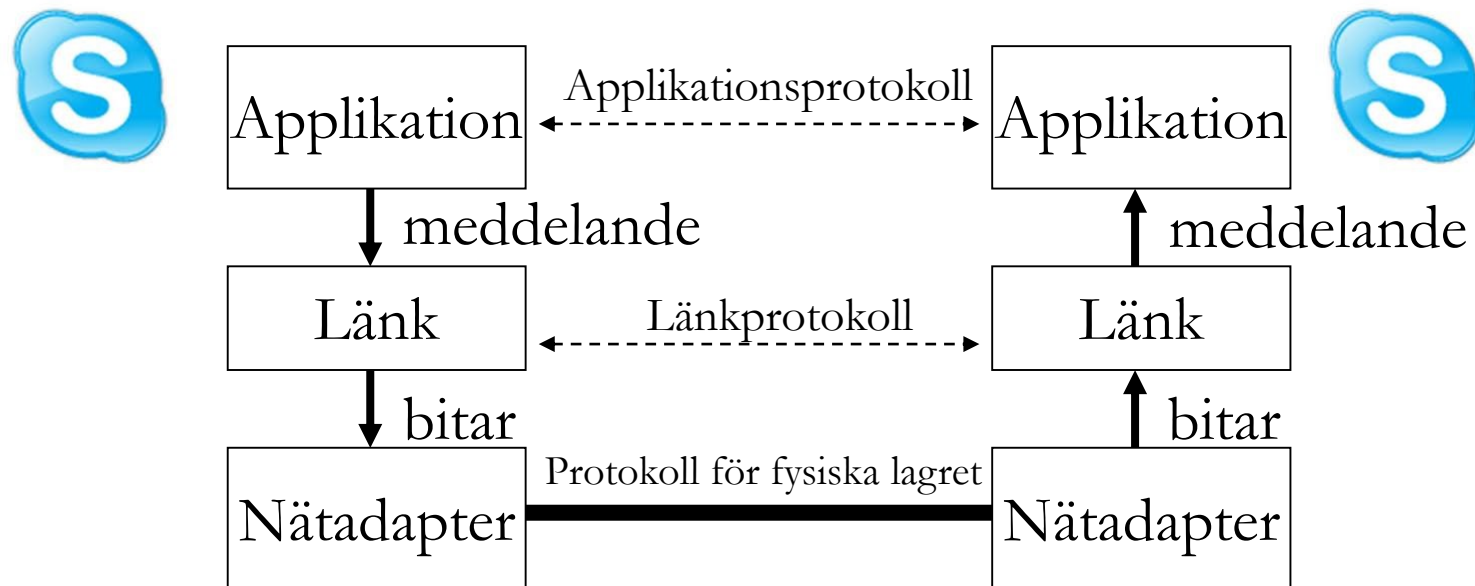 S
S
Applikation
Applikationsprotokoll
Applikation
meddelande
meddelande
Länk
Länkprotokoll
Länk
bitar
bitar
Nätadapter
Protokoll för fysiska lagret
Nätadapter